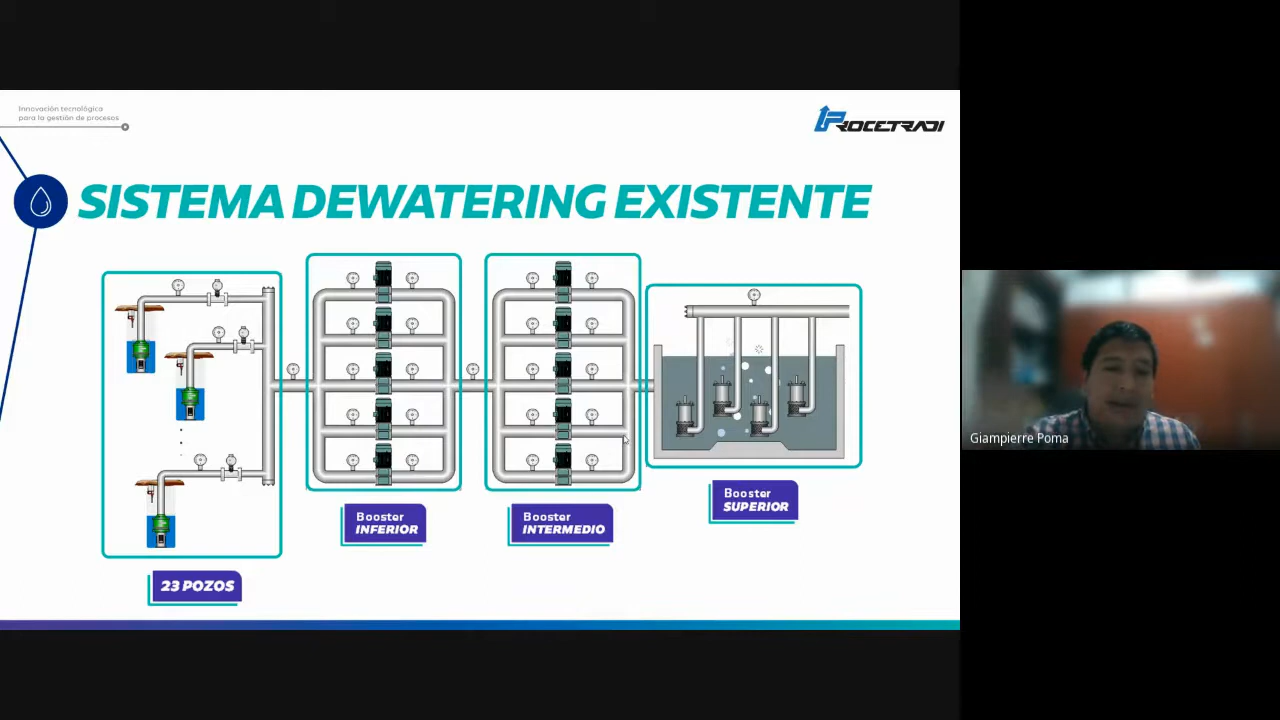 Innovación tecnológica
para la gestión de procesos
PROCETRADI
SISTEMA DEWATERING EXISTENTE
Booster
INFERIOR
Booster
INTERMEDIO
Booster
SUPERIOR
23 POZOS
Giampierre Poma